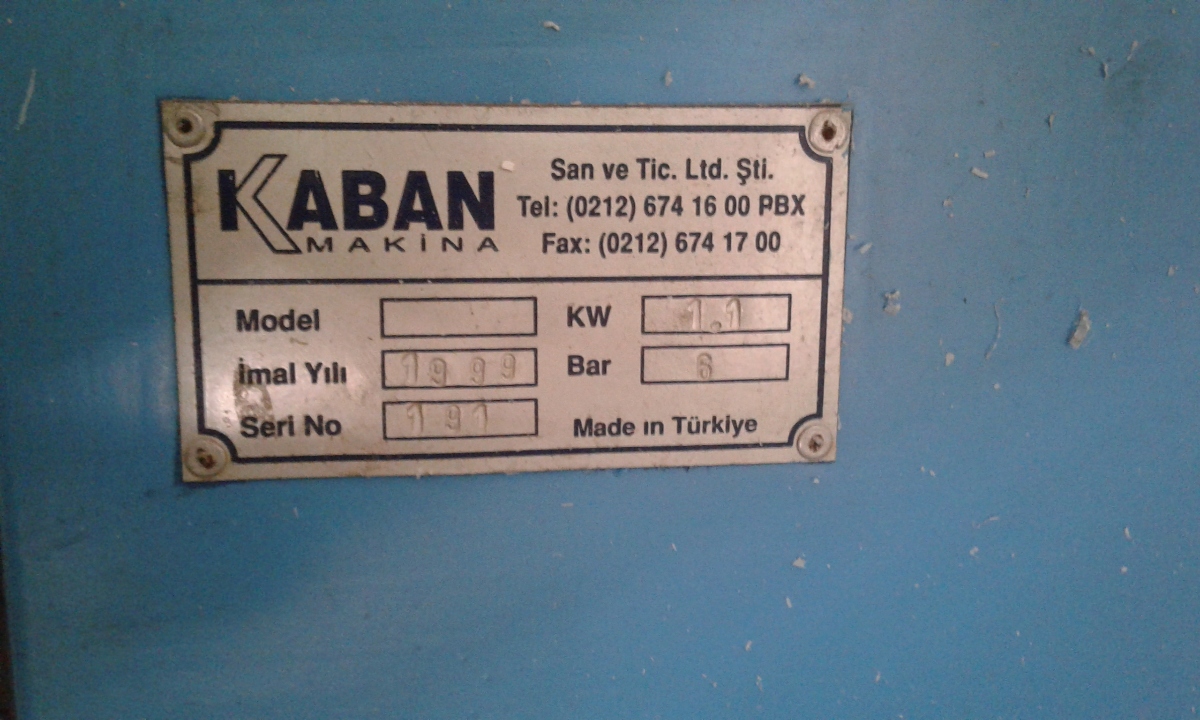 KABAN
MAKİNA
San ve Tic. Ltd. Şti.
Tel: (0212) 674 16 00 PBX
Fax: (0212) 674 17 00
Model
KW 1.1
İmal Yılı 1999
Bar 6
Seri No 191
Made ın Türkiye